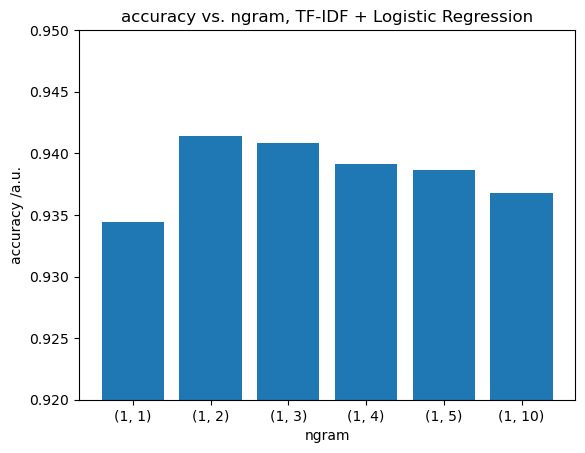 accuracy vs. ngram, TF-IDF + Logistic Regression
0.950
0.945
0.940
0.935
0.930
0.925
0.920
accuracy /a.u.
(1, 1) (1, 2) (1, 3) (1, 4) (1, 5) (1, 10)
ngram